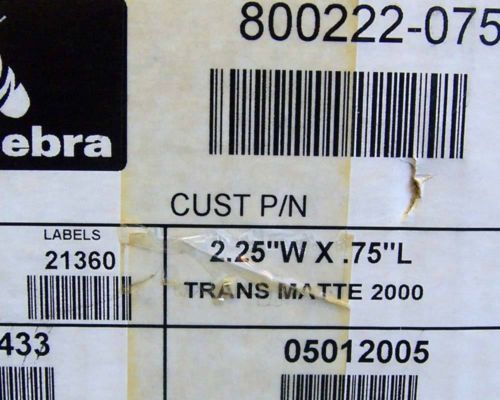 800222-075
ebra
CUST P/N
LABELS
21360
2.25"W X .75"L
TRANS MATTE 2000
433
05012005